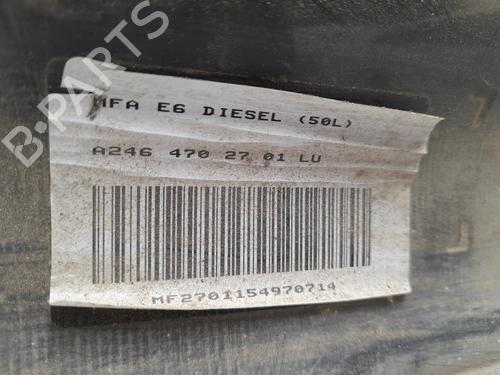 B-PARTS
MFA E6 DIESEL (50L)
A246 470 27 01 LU
MF2701154970714